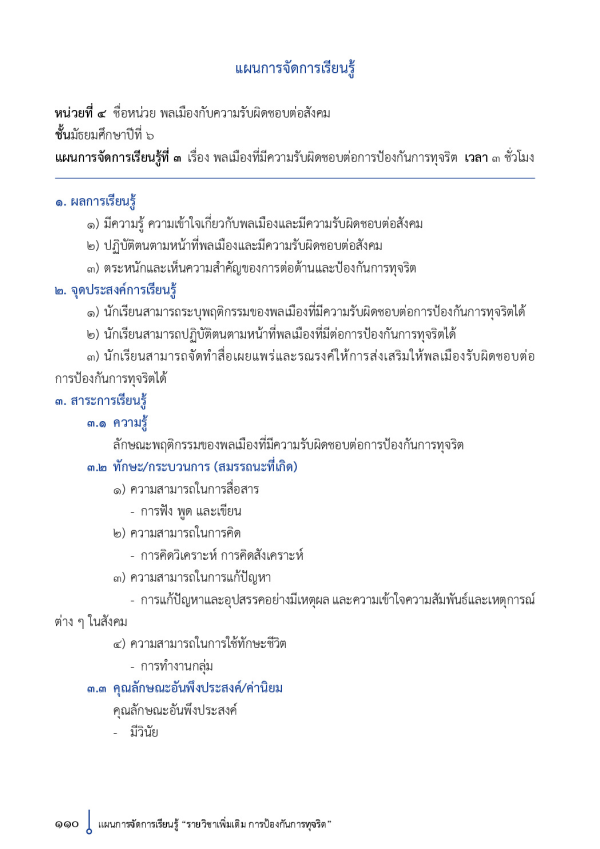 แผนการจัดการเรียนรู้
หน่วยที่ ๔ ชื่อหน่วย พลเมืองกับความรับผิดชอบต่อสังคม
ชั้นมัธยมศึกษาปีที่ ๖
แผนการจัดการเรียนรู้ที่ ๓ เรื่อง พลเมืองที่มีความรับผิดชอบต่อการป้องกันการทุจริต เวลา ๓ ชั่วโมง
๑. ผลการเรียนรู้
๑) มีความรู้ ความเข้าใจเกี่ยวกับพลเมืองและมีความรับผิดชอบต่อสังคม
๒) ปฏิบัติตนตามหน้าที่พลเมืองและมีความรับผิดชอบต่อสังคม
๓) ตระหนักและเห็นความสำคัญของการต่อต้านและป้องกันการทุจริต
๒. จุดประสงค์การเรียนรู้
๑) นักเรียนสามารถระบุพฤติกรรมของพลเมืองที่มีความรับผิดชอบต่อการป้องกันการทุจริตได้
๒) นักเรียนสามารถปฏิบัติตนตามหน้าที่พลเมืองที่มีต่อการป้องกันการทุจริตได้
๓) นักเรียนสามารถจัดทำสื่อเผยแพร่และรณรงค์ให้การส่งเสริมให้พลเมืองรับผิดชอบต่อ
การป้องกันการทุจริตได้
๓. สาระการเรียนรู้
๓.๑ ความรู้
ลักษณะพฤติกรรมของพลเมืองที่มีความรับผิดชอบต่อการป้องกันการทุจริต
๓.๒ ทักษะ/กระบวนการ (สมรรถนะที่เกิด)
๑) ความสามารถในการสื่อสาร
- การฟัง พูด และเขียน
๒) ความสามารถในการคิด
- การคิดวิเคราะห์ การคิดสังเคราะห์
๓) ความสามารถในการแก้ปัญหา
- การแก้ปัญหาและอุปสรรคอย่างมีเหตุผล และความเข้าใจความสัมพันธ์และเหตุการณ์
ต่าง ๆ ในสังคม
๔) ความสามารถในการใช้ทักษะชีวิต
- การทำงานกลุ่ม
๓.๓ คุณลักษณะอันพึงประสงค์/ค่านิยม
คุณลักษณะอันพึงประสงค์
- มีวินัย
๑๑๐ แผนการจัดการเรียนรู้ “รายวิชาเพิ่มเติม การป้องกันการทุจริต”